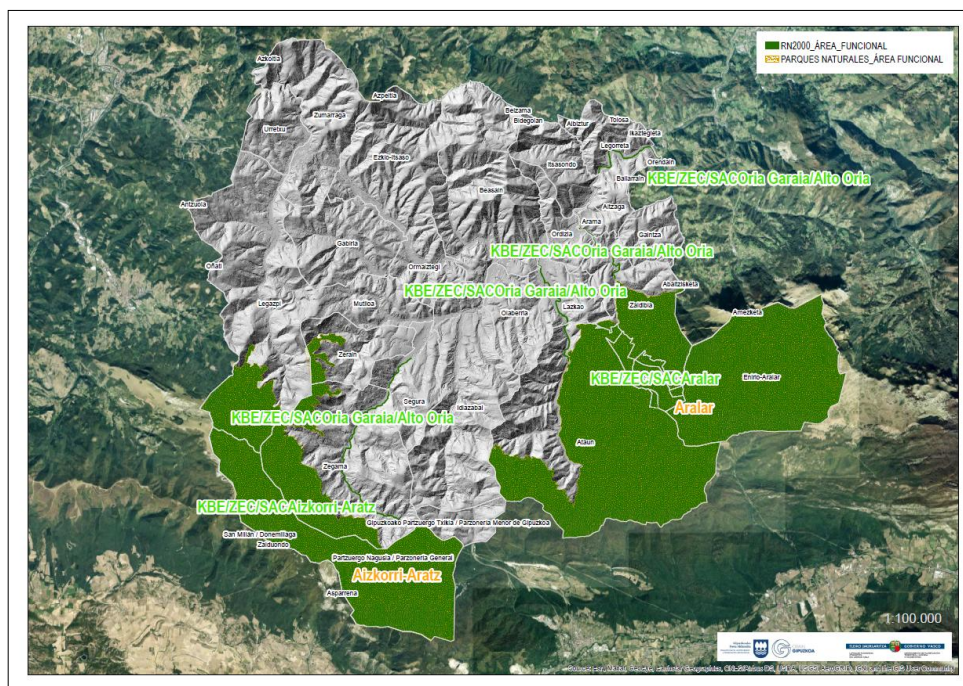 RN2000_ÁREA_FUNCIONAL
PARQUES NATURALES_ÁREA FUNCIONAL
Azkoitia
Azpeitia
Zumarraga
Urretxu
Beizama
Bidegoian
Albiztur
Tolosa
Ikaztegieta
Legorreta
Orendain
Ezkio-Itsaso
Itsasondo
Baliarrain
KBE/ZEC/SACOria Garaia/Alto Oria
Beasain
Altzaga
Antzuola
Arama
Ordizia
Gaintza
Gabiria
KBE/ZEC/SACOria Garaia/Alto Oria
Oñati
Ormaiztegi
Abaltzisketa
KBE/ZEC/SACOria Garaia/Alto Oria
Legazpi
Mutiloa
Lazkao
Zaldibia
Olaberria
Amezketa
Zerain
KBE/ZEC/SACAralar
Enirio-Aralar
Segura
Idiazabal
Aralar
KBE/ZEC/SACOria Garaia/Alto Oria
Ataun
Zegama
KBE/ZEC/SACAizkorri-Aratz
Gipuzkoako Partzuergo Txikia / Parzonería Menor de Gipuzkoa
San Millán / Donemiliaga
Zalduondo
Partzuergo Nagusia / Parzonería General
Aizkorri-Aratz
Asparrena
1:100.000
GIPUZKOA
EUSKO JAURLARITZA
GOBIERNO VASCO